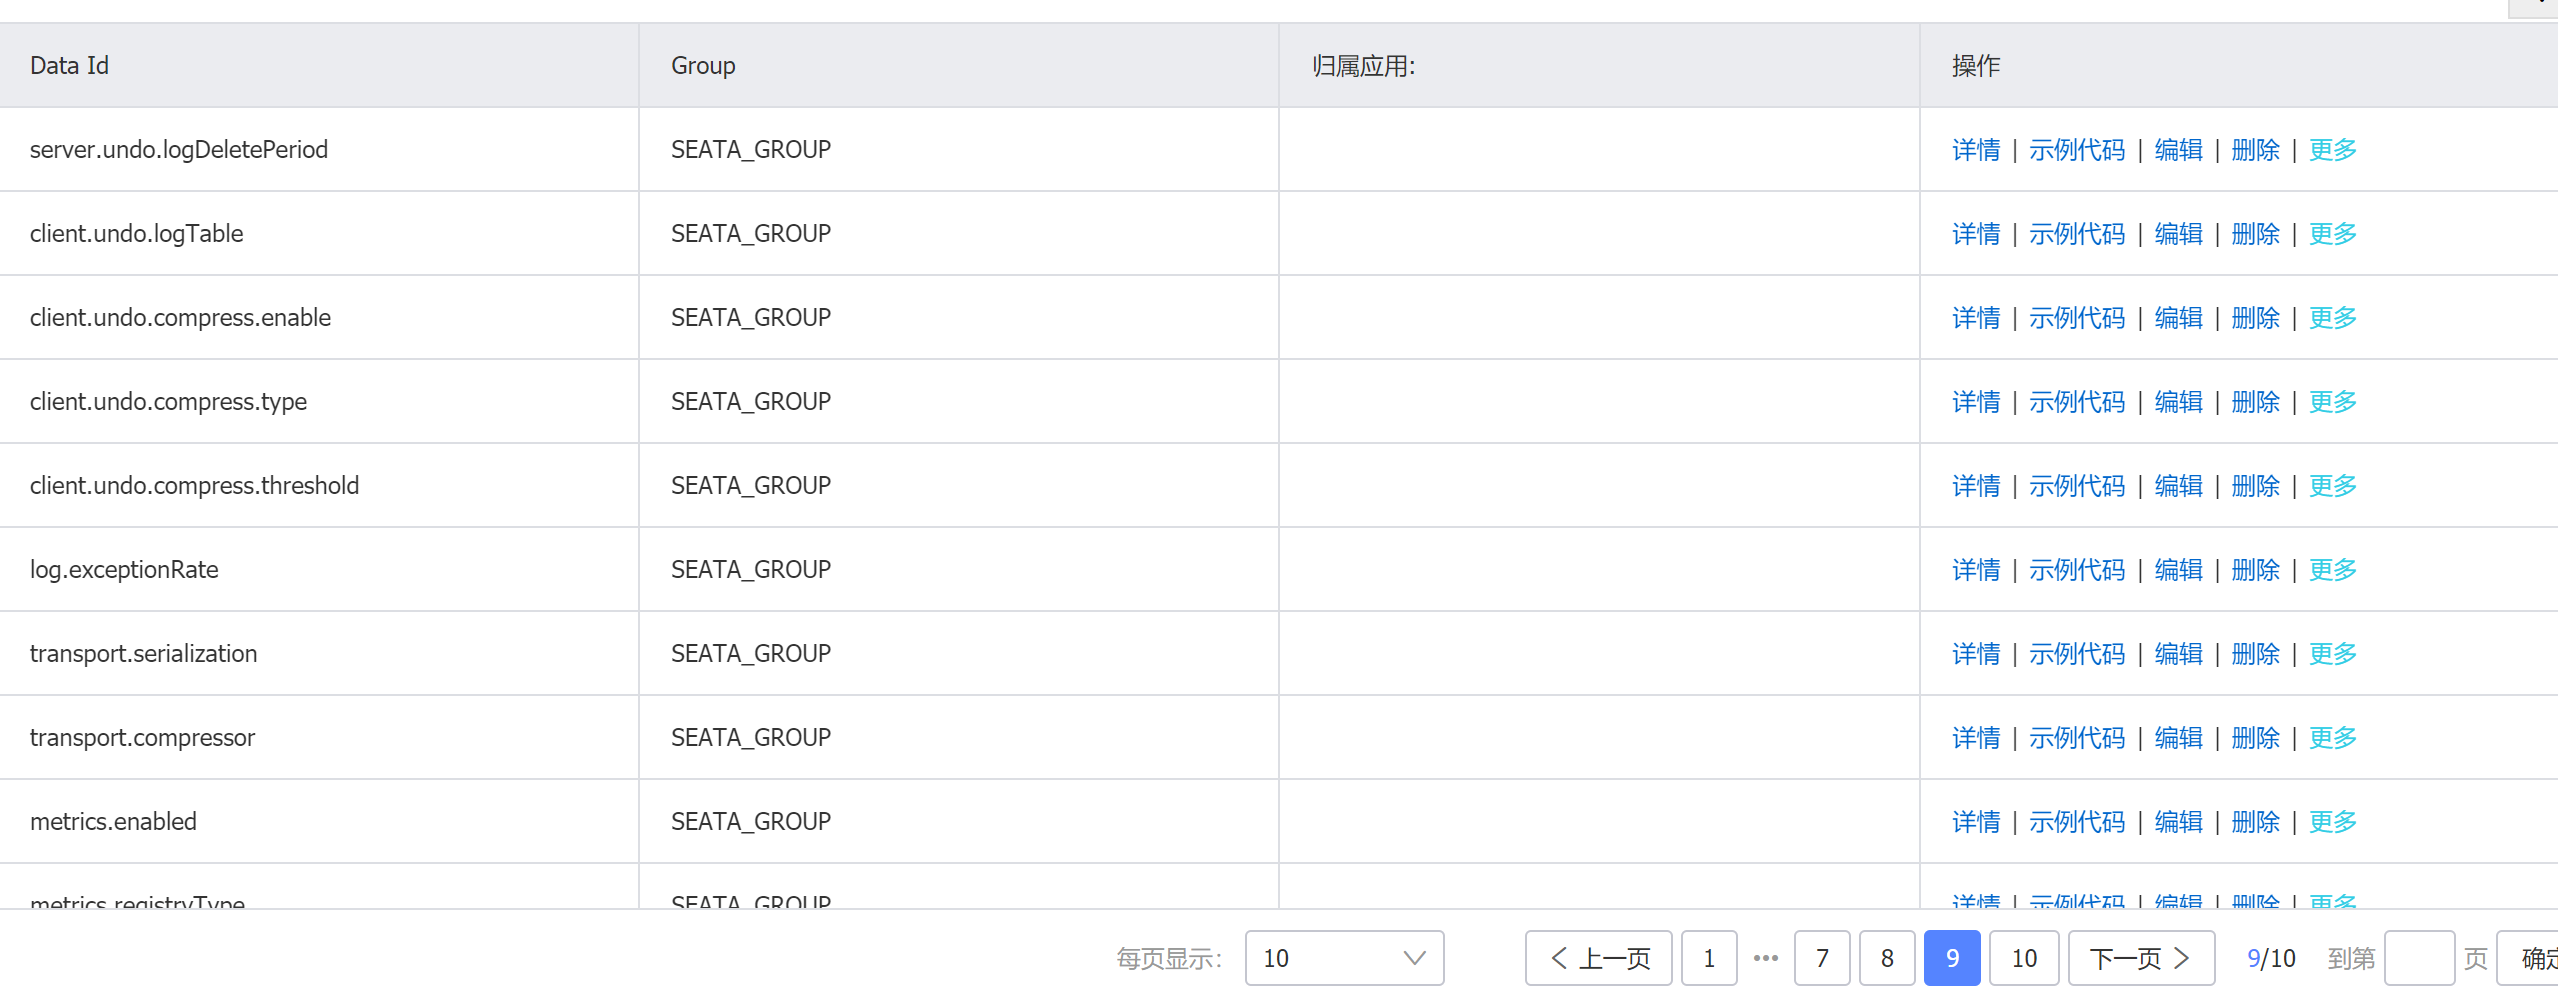 Data Id Group 归属应用: 操作
server.undo.logDeletePeriod SEATA_GROUP 详情 | 示例代码 | 编辑 | 删除 | 更多
client.undo.logTable SEATA_GROUP 详情 | 示例代码 | 编辑 | 删除 | 更多
client.undo.compress.enable SEATA_GROUP 详情 | 示例代码 | 编辑 | 删除 | 更多
client.undo.compress.type SEATA_GROUP 详情 | 示例代码 | 编辑 | 删除 | 更多
client.undo.compress.threshold SEATA_GROUP 详情 | 示例代码 | 编辑 | 删除 | 更多
log.exceptionRate SEATA_GROUP 详情 | 示例代码 | 编辑 | 删除 | 更多
transport.serialization SEATA_GROUP 详情 | 示例代码 | 编辑 | 删除 | 更多
transport.compressor SEATA_GROUP 详情 | 示例代码 | 编辑 | 删除 | 更多
metrics.enabled SEATA_GROUP 详情 | 示例代码 | 编辑 | 删除 | 更多
metrics.registryType SEATA_GROUP 详情 | 示例代码 | 编辑 | 删除 | 更多
每页显示: 10 上一页 1 ••• 7 8 9 10 下一页 9/10 到第 页 确定